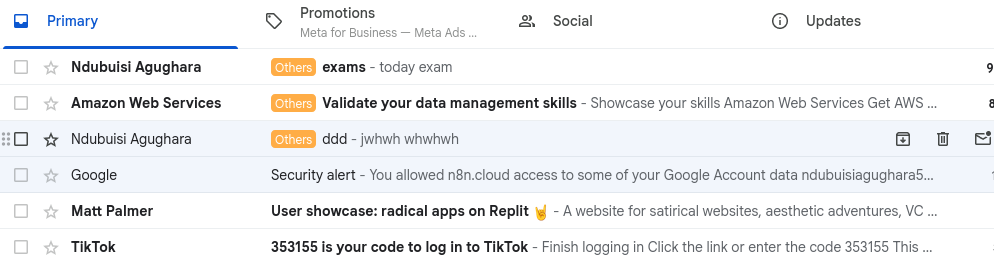 Primary
Promotions
Meta for Business — Meta Ads ...
Social
Updates
Ndubuisi Agughara Others exams - today exam 9
Amazon Web Services Others Validate your data management skills - Showcase your skills Amazon Web Services Get AWS ... 8
Ndubuisi Agughara Others ddd - jwhwh whwhwh
Google Security alert - You allowed n8n.cloud access to some of your Google Account data ndubuisiagughara5...
Matt Palmer User showcase: radical apps on Replit 🤘 - A website for satirical websites, aesthetic adventures, VC ...
TikTok 353155 is your code to log in to TikTok - Finish logging in Click the link or enter the code 353155 This ...